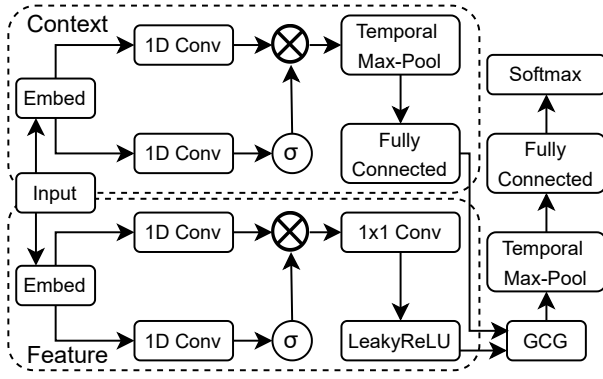 Context
1D Conv
Temporal
Max-Pool
Embed
1D Conv
σ
Fully
Connected
Input
Embed
1D Conv
1x1 Conv
1D Conv
σ
LeakyReLU
Feature
Softmax
Fully
Connected
Temporal
Max-Pool
GCG